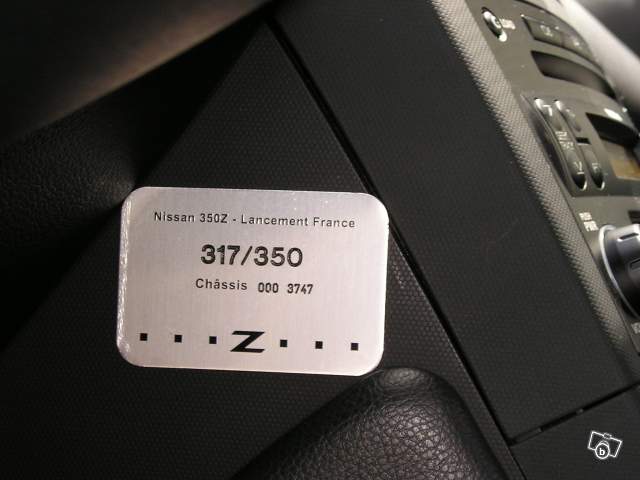 Nissan 350Z - Lancement France
317/350
Châssis 000 3747
Z